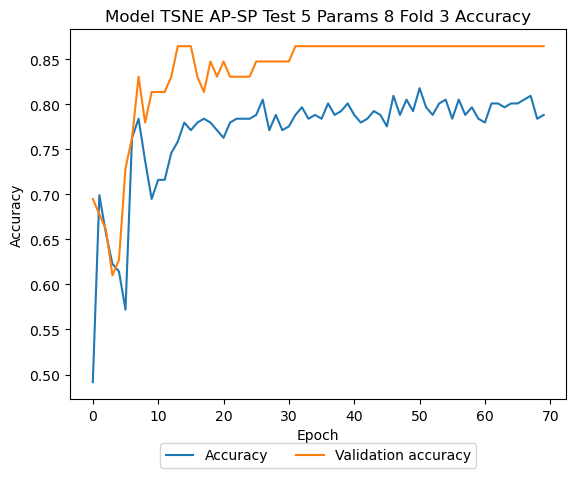 Model TSNE AP-SP Test 5 Params 8 Fold 3 Accuracy
Accuracy
0.85
0.80
0.75
0.70
0.65
0.60
0.55
0.50
0 10 20 30 40 50 60 70
Epoch
Accuracy Validation accuracy